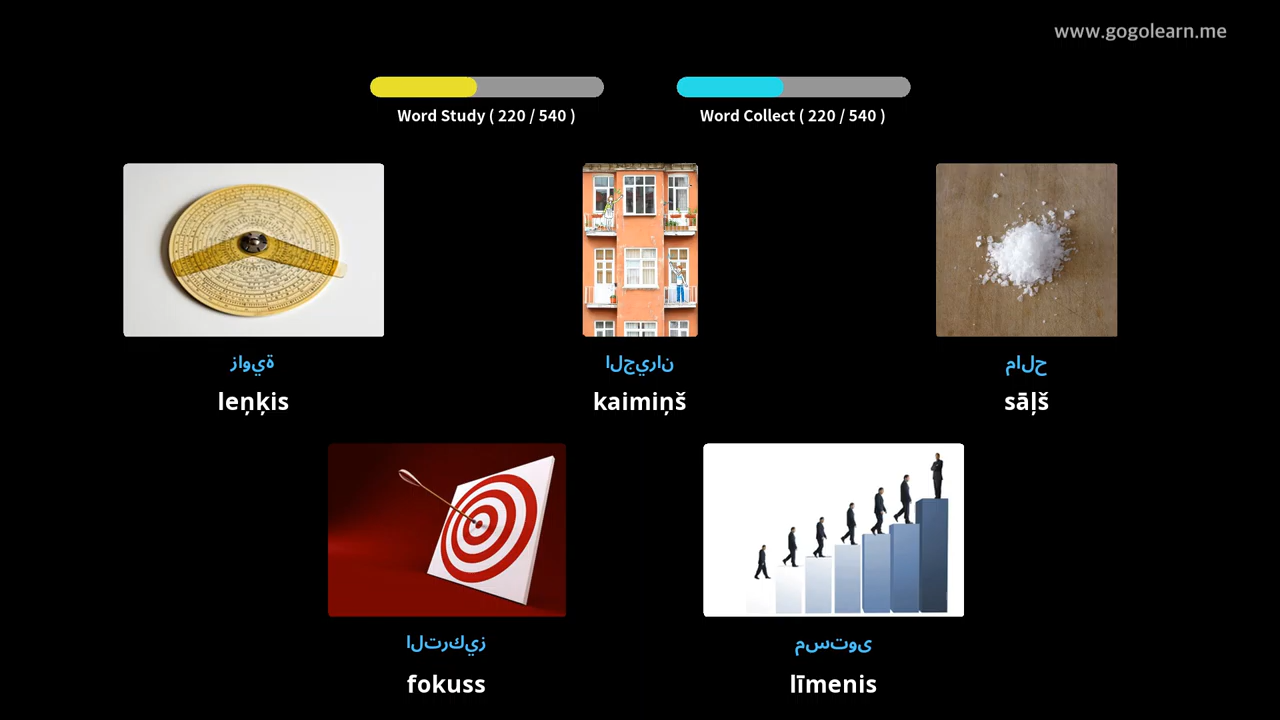 www.gogolearn.me
Word Study ( 220 / 540 )
Word Collect ( 220 / 540 )
زاوية
الجيران
مالح
leņķis
kaimiņš
sāļš
التركيز
مستوى
fokuss
līmenis